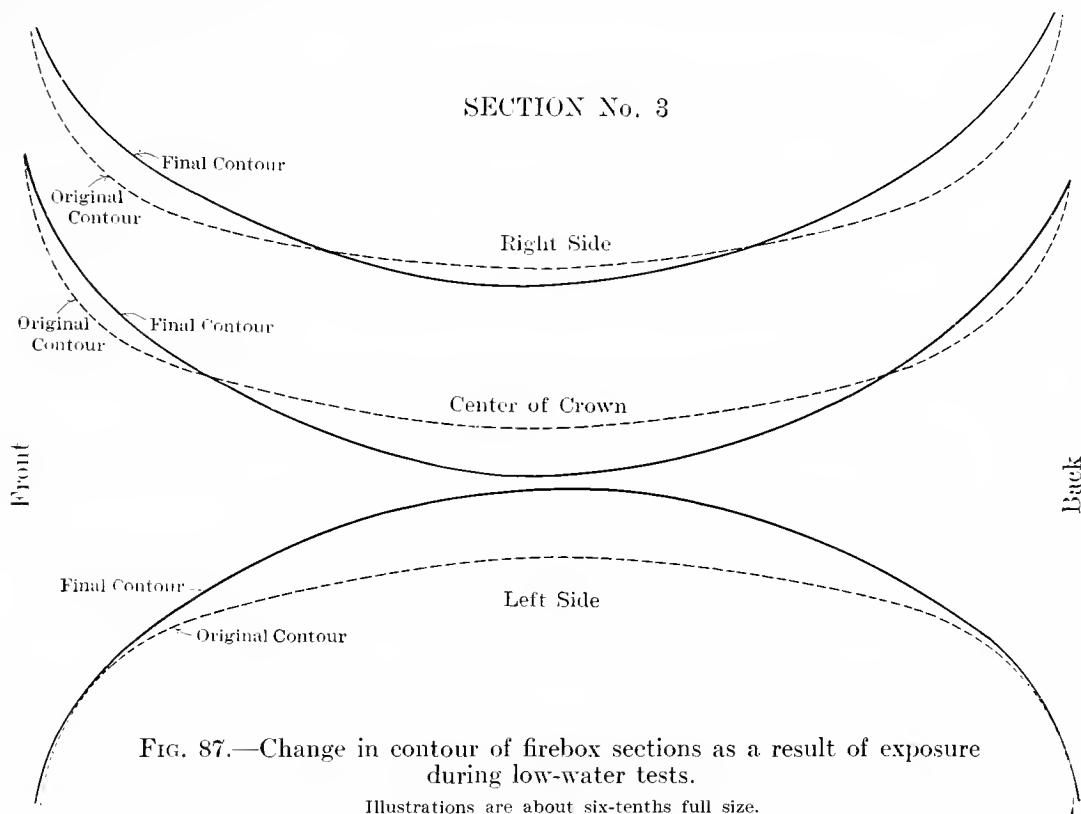 SECTION No. 3
Final Contour
Original
Contour
Right Side
Original
Contour
Final Contour
Center of Crown
Front
Back
Final Contour
Left Side
Original Contour
FIG. 87.—Change in contour of firebox sections as a result of exposure
during low-water tests.
Illustrations are about six-tenths full size.